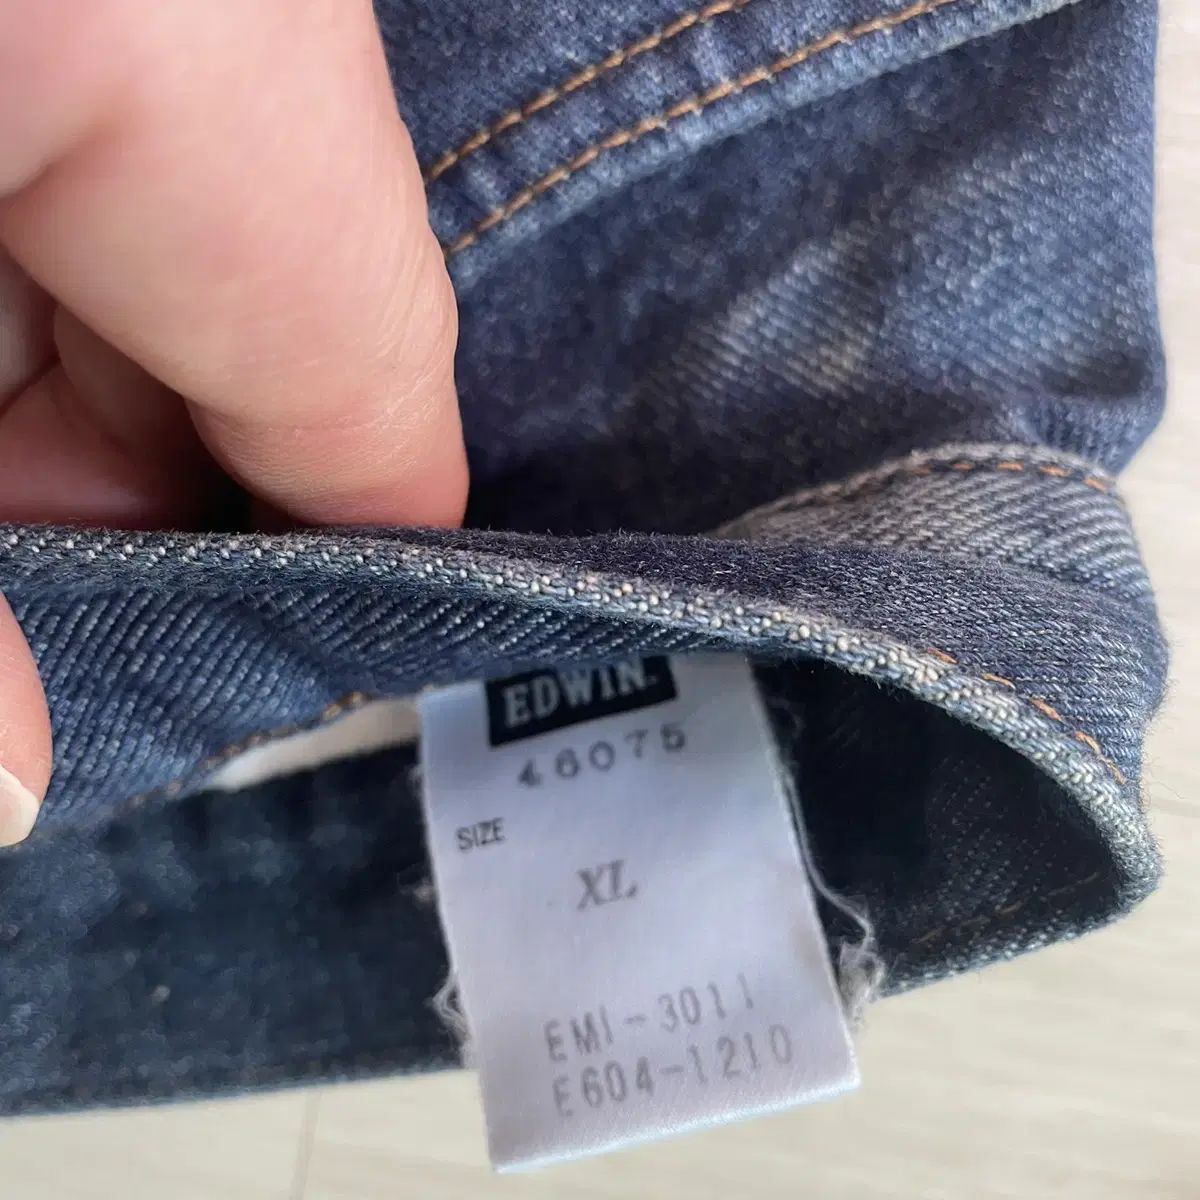 EDWIN
46075
SIZE
XL
EMI-3011
E604-1210